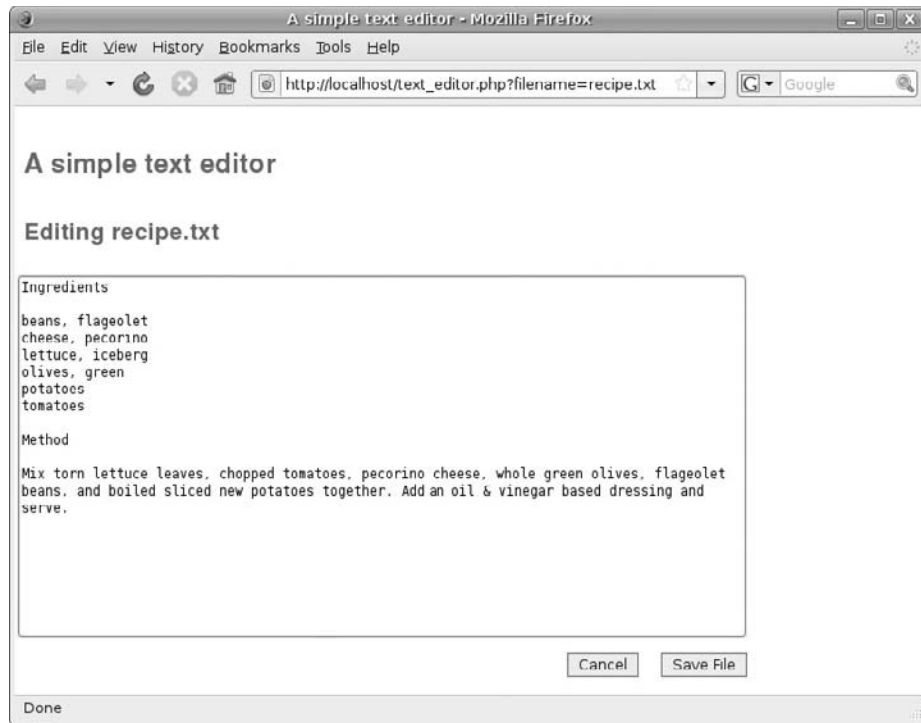 A simple text editor - Mozilla Firefox
File Edit View History Bookmarks Tools Help
http://localhost/text_editor.php?filename=recipe.txt
G Google
A simple text editor
Editing recipe.txt
Ingredients
beans, flageolet
cheese, pecorino
lettuce, iceberg
olives, green
potatoes
tomatoes
Method
Mix torn lettuce leaves, chopped tomatoes, pecorino cheese, whole green olives, flageolet
beans, and boiled sliced new potatoes together. Add an oil & vinegar based dressing and
serve.
Cancel Save File
Done